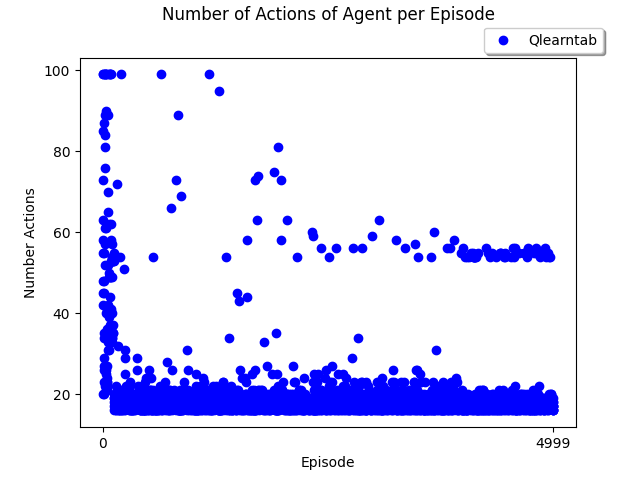 Number of Actions of Agent per Episode
Qlearntab
100
80
60
40
20
Number Actions
0
4999
Episode